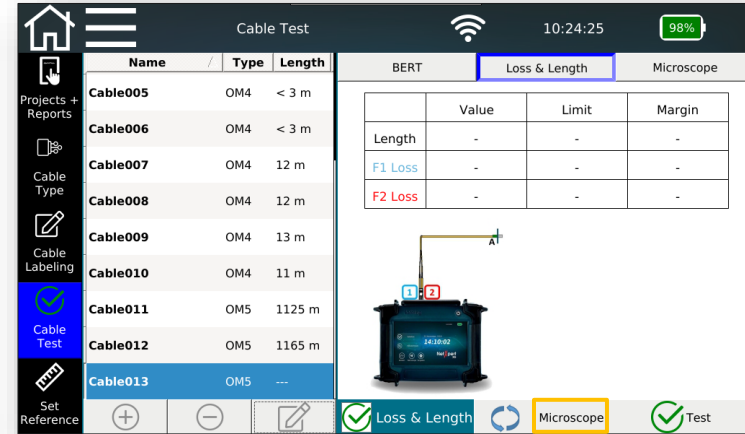 Cable Test
10:24:25
98%
Projects +
Reports
Cable
Type
Cable
Labeling
Cable
Test
Set
Reference
Name / Type Length
Cable005 OM4 < 3 m
Cable006 OM4 < 3 m
Cable007 OM4 12 m
Cable008 OM4 12 m
Cable009 OM4 13 m
Cable010 OM4 11 m
Cable011 OM5 1125 m
Cable012 OM5 1165 m
Cable013 OM5 ---
BERT Loss & Length Microscope
Value Limit Margin
Length - - -
F1 Loss - - -
F2 Loss - - -
A
1 2
14:10:02
NetXpert
Loss & Length Microscope Test